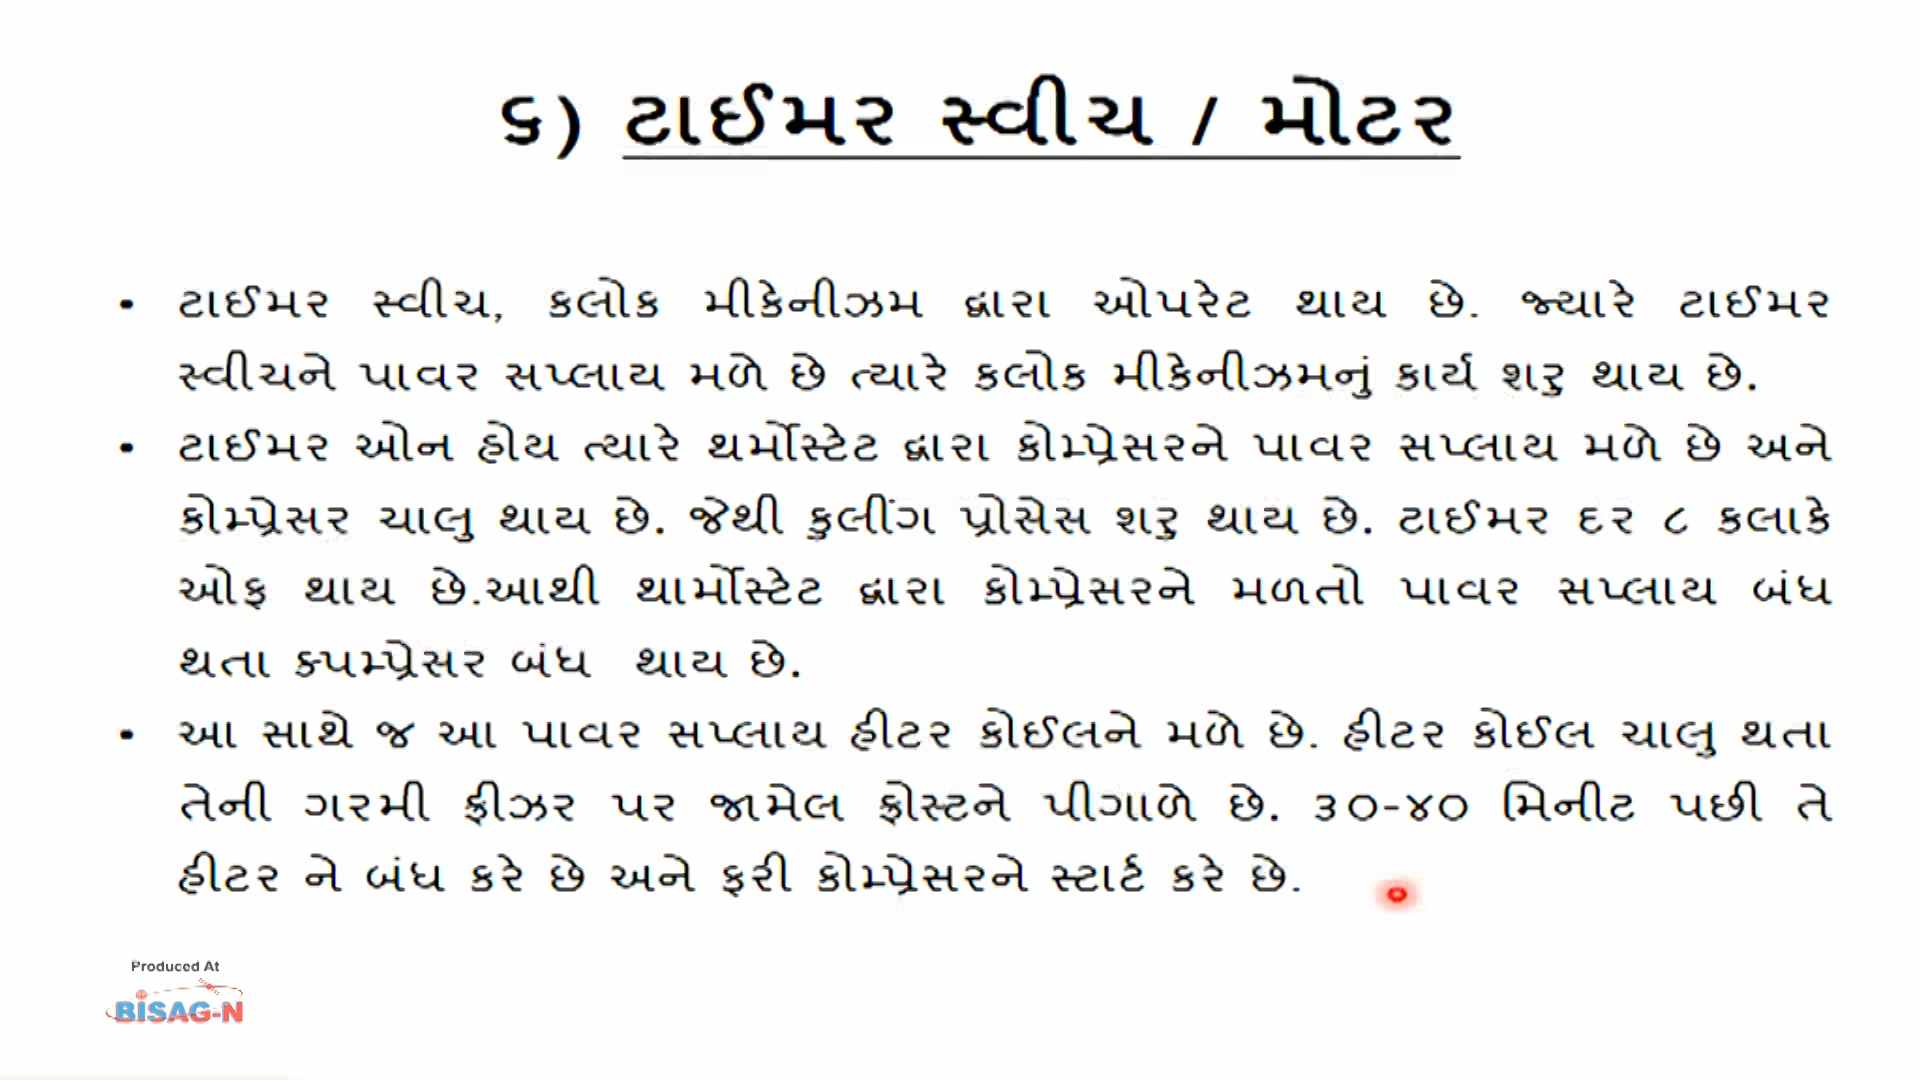 ૬) ટાઈમર સ્વીચ / મોટર
• ટાઈમર સ્વીચ, કલોક મીકેનીઝમ દ્વારા ઓપરેટ થાય છે. જ્યારે ટાઈમર
સ્વીચને પાવર સપ્લાય મળે છે ત્યારે કલોક મીકેનીઝમનું કાર્ય શરુ થાય છે.
• ટાઈમર ઓન હોય ત્યારે થર્મોસ્ટેટ દ્વારા કોમ્પ્રેસરને પાવર સપ્લાય મળે છે અને
કોમ્પ્રેસર ચાલુ થાય છે. જેથી કુલીંગ પ્રોસેસ શરુ થાય છે. ટાઈમર દર ૮ કલાકે
ઓફ થાય છે.આથી થાર્મોસ્ટેટ દ્વારા કોમ્પ્રેસરને મળતો પાવર સપ્લાય બંધ
થતા ક્પમ્પ્રેસર બંધ થાય છે.
• આ સાથે જ આ પાવર સપ્લાય હીટર કોઈલને મળે છે. હીટર કોઈલ ચાલુ થતા
તેની ગરમી ફ્રીઝર પર જામેલ ફ્રોસ્ટને પીગાળે છે. ૩૦-૪૦ મિનીટ પછી તે
હીટર ને બંધ કરે છે અને ફરી કોમ્પ્રેસરને સ્ટાર્ટ કરે છે.
Produced At
BISAG-N